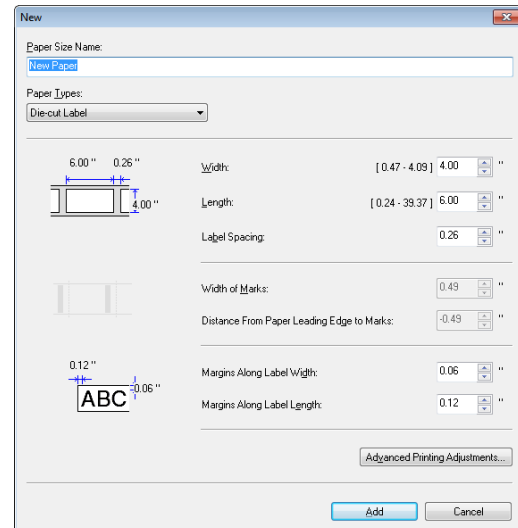 New
Paper Size Name:
New Paper
Paper Types:
Die-cut Label
6.00 " 0.26 "
4.00 "
Width: [ 0.47 - 4.09 ] 4.00 "
Length: [ 0.24 - 39.37 ] 6.00 "
Label Spacing: 0.26 "
Width of Marks: 0.49 "
Distance From Paper Leading Edge to Marks: -0.49 "
0.12 "
0.06 "
ABC
Margins Along Label Width: 0.06 "
Margins Along Label Length: 0.12 "
Advanced Printing Adjustments...
Add Cancel